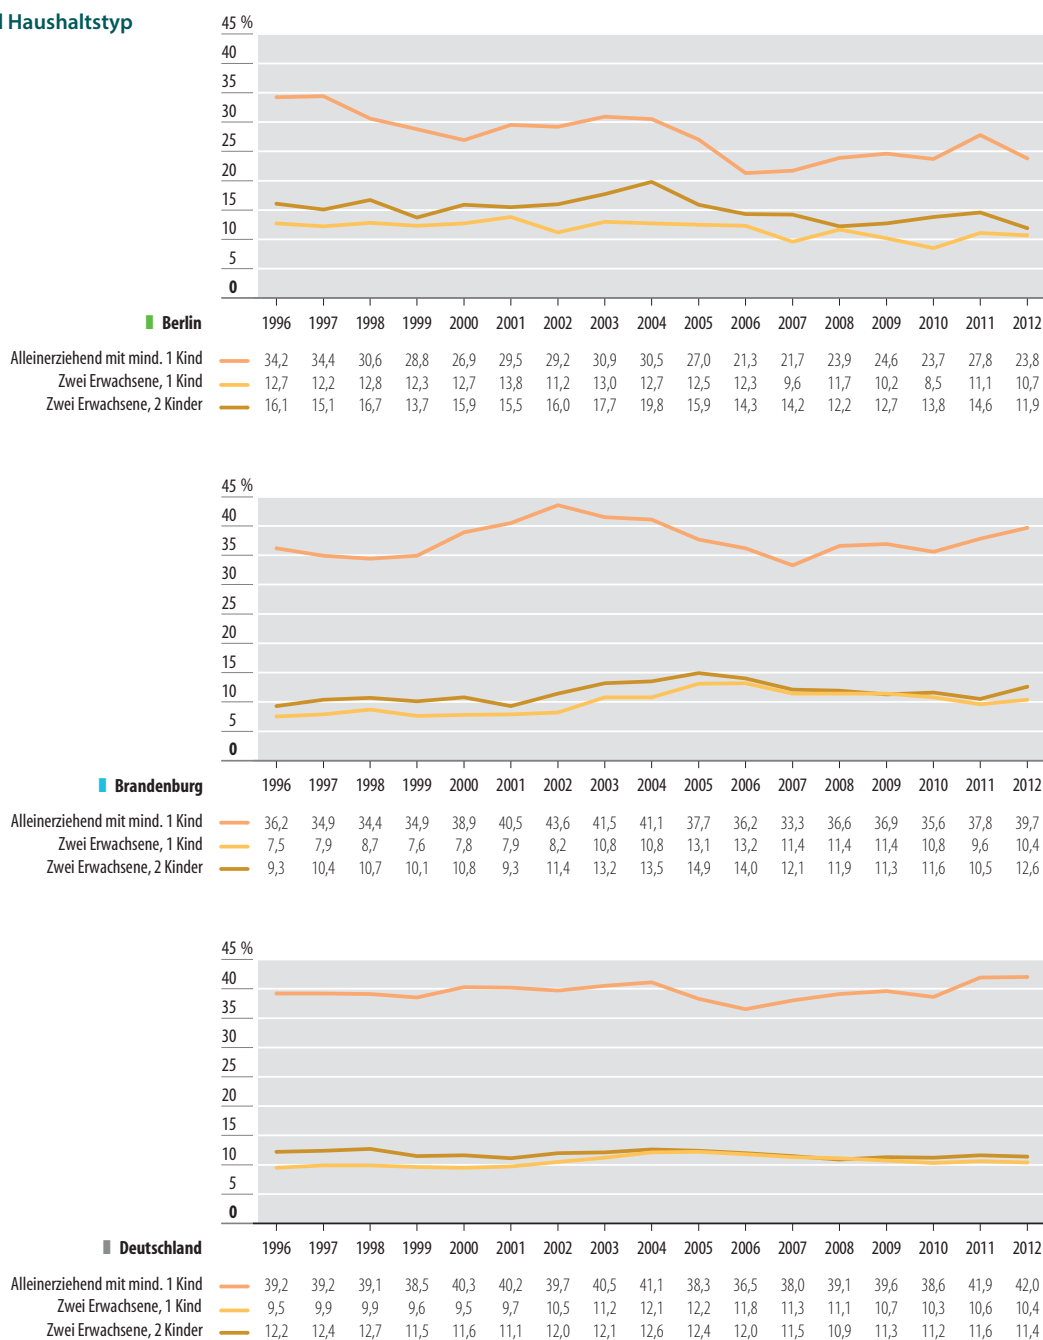 Haushaltstyp
45 %
40
35
30
25
20
15
10
5
0
Berlin 1996 1997 1998 1999 2000 2001 2002 2003 2004 2005 2006 2007 2008 2009 2010 2011 2012
Alleinerziehend mit mind. 1 Kind 34,2 34,4 30,6 28,8 26,9 29,5 29,2 30,9 30,5 27,0 21,3 21,7 23,9 24,6 23,7 27,8 23,8
Zwei Erwachsene, 1 Kind 12,7 12,2 12,8 12,3 12,7 13,8 11,2 13,0 12,7 12,5 12,3 9,6 11,7 10,2 8,5 11,1 10,7
Zwei Erwachsene, 2 Kinder 16,1 15,1 16,7 13,7 15,9 15,5 16,0 17,7 19,8 15,9 14,3 14,2 12,2 12,7 13,8 14,6 11,9
45 %
40
35
30
25
20
15
10
5
0
Brandenburg 1996 1997 1998 1999 2000 2001 2002 2003 2004 2005 2006 2007 2008 2009 2010 2011 2012
Alleinerziehend mit mind. 1 Kind 36,2 34,9 34,4 34,9 38,9 40,5 43,6 41,5 41,1 37,7 36,2 33,3 36,6 36,9 35,6 37,8 39,7
Zwei Erwachsene, 1 Kind 7,5 7,9 8,7 7,6 7,8 7,9 8,2 10,8 10,8 13,1 13,2 11,4 11,4 11,4 10,8 9,6 10,4
Zwei Erwachsene, 2 Kinder 9,3 10,4 10,7 10,1 10,8 9,3 11,4 13,2 13,5 14,9 14,0 12,1 11,9 11,3 11,6 10,5 12,6
45 %
40
35
30
25
20
15
10
5
0
Deutschland 1996 1997 1998 1999 2000 2001 2002 2003 2004 2005 2006 2007 2008 2009 2010 2011 2012
Alleinerziehend mit mind. 1 Kind 39,2 39,2 39,1 38,5 40,3 40,2 39,7 40,5 41,1 38,3 36,5 38,0 39,1 39,6 38,6 41,9 42,0
Zwei Erwachsene, 1 Kind 9,5 9,9 9,9 9,6 9,5 9,7 10,5 11,2 12,1 12,2 11,8 11,3 11,1 10,7 10,3 10,6 10,4
Zwei Erwachsene, 2 Kinder 12,2 12,4 12,7 11,5 11,6 11,1 12,0 12,1 12,6 12,4 12,0 11,5 10,9 11,3 11,2 11,6 11,4